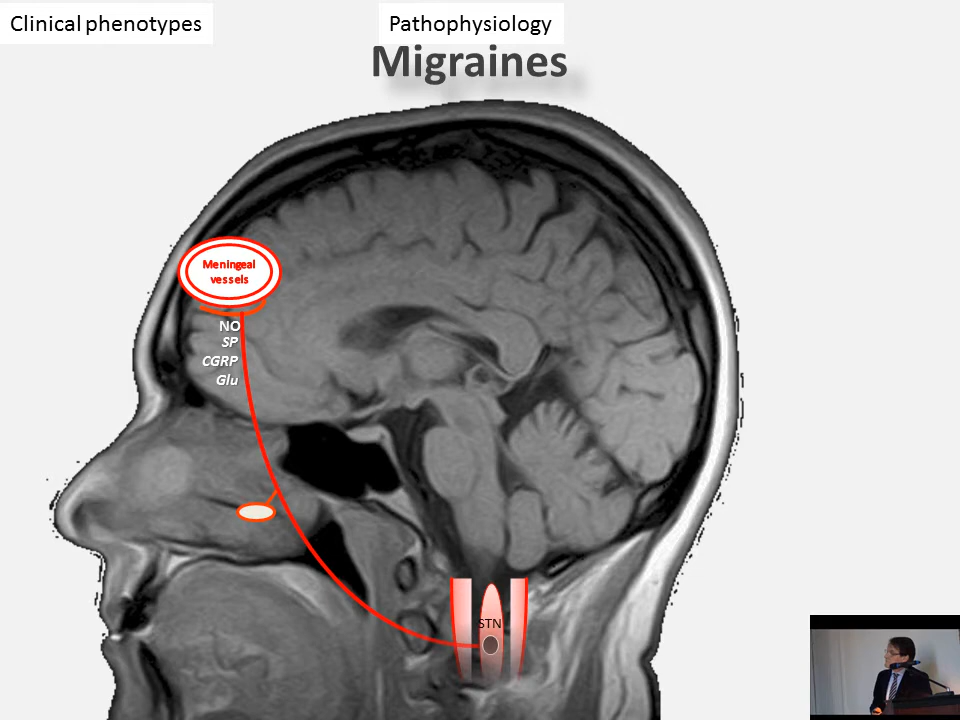 Clinical phenotypes
Pathophysiology
Migraines
Meningeal
vessels
NO
SP
CGRP
Glu
STN